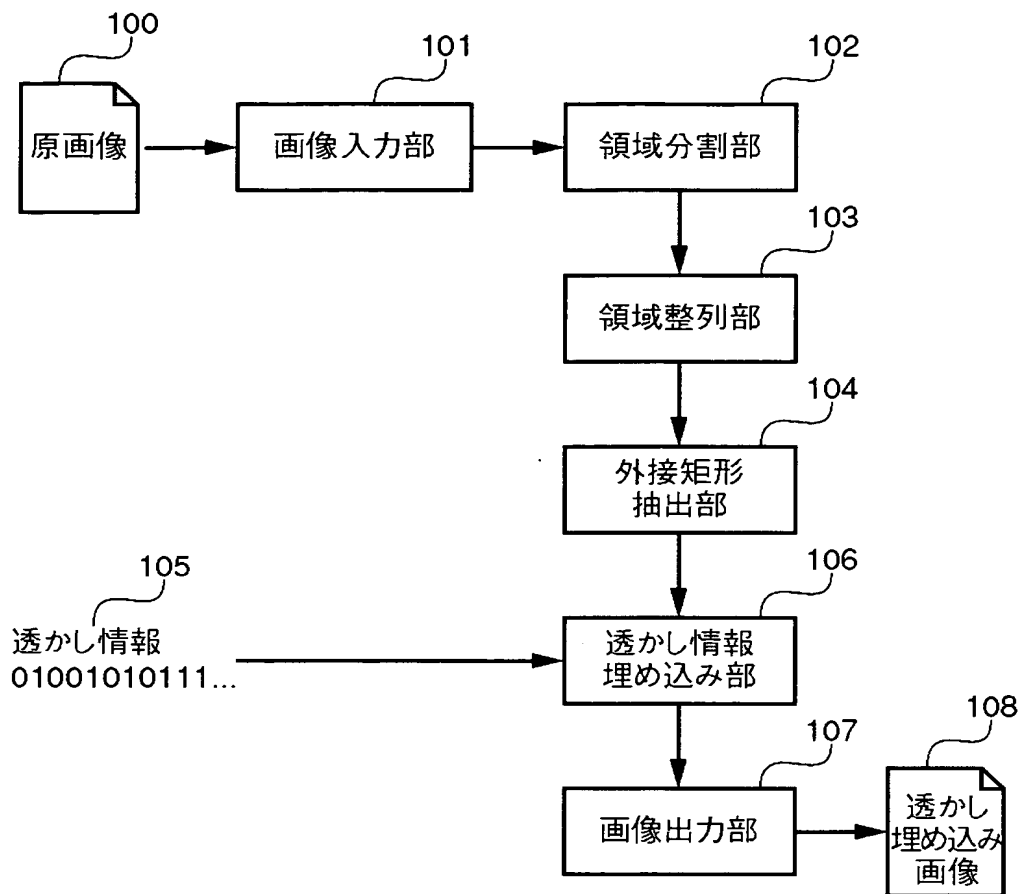 100
原画像
101
画像入力部
102
領域分割部
103
領域整列部
104
外接矩形
抽出部
105
透かし情報
01001010111...
106
透かし情報
埋め込み部
107
画像出力部
108
透かし
埋め込み
画像